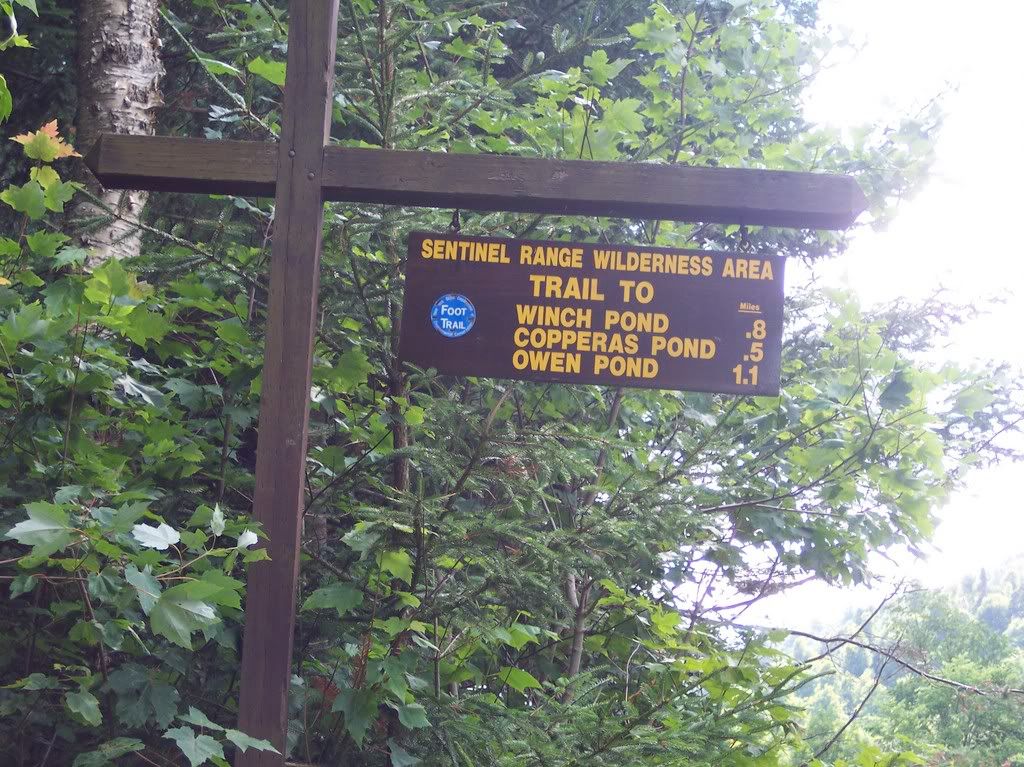 SENTINEL RANGE WILDERNESS AREA
TRAIL TO
Miles
WINCH POND .8
COPPERAS POND .5
OWEN POND 1.1
FOOT
TRAIL